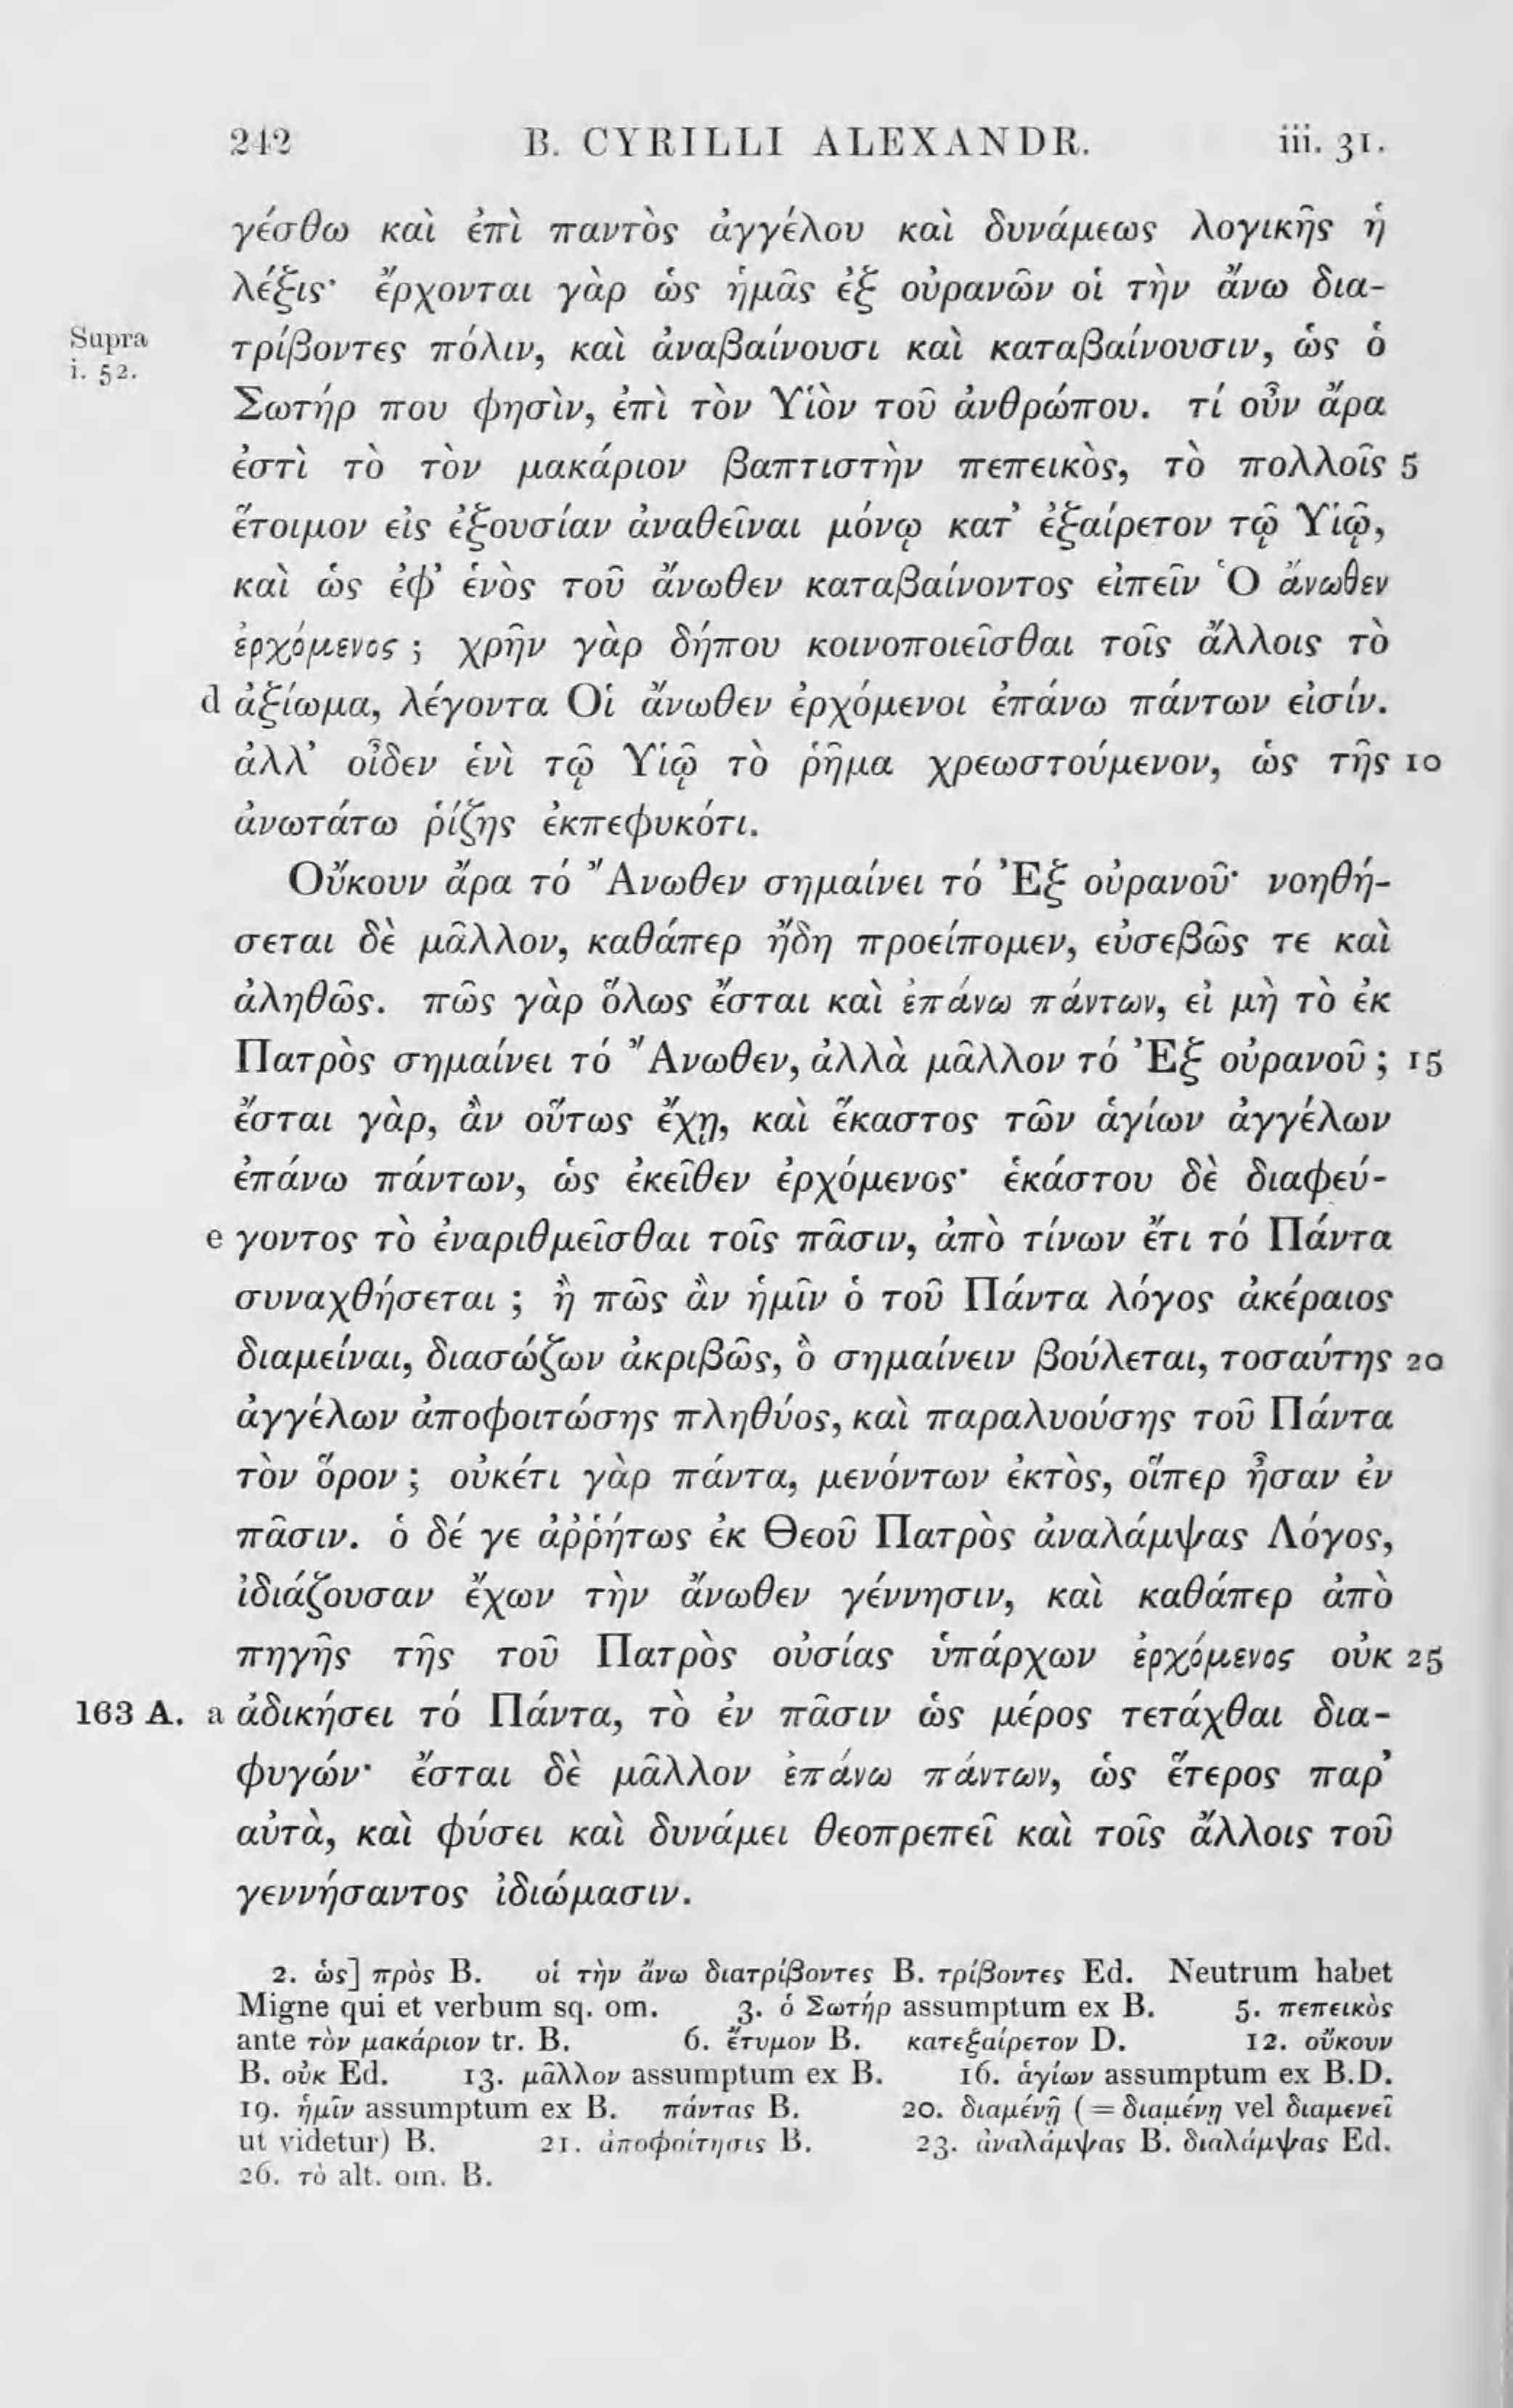 242 B. CYRILLI ALEXANDR. iii. 31.
γέσθω καὶ ἐπὶ παντὸς ἀγγέλου καὶ δυνάμεως λογικῆς ἡ
λέξις· ἔρχονται γὰρ ὡς ἡμᾶς ἐξ οὐρανῶν οἱ τὴν ἄνω δια-
Supra
i. 52.
τρίβοντες πόλιν, καὶ ἀναβαίνουσι καὶ καταβαίνουσιν, ὡς ὁ
Σωτήρ που φησὶν, ἐπὶ τὸν Υἱὸν τοῦ ἀνθρώπου. τί οὖν ἄρα
ἐστὶ τὸ τὸν μακάριον βαπτιστὴν πεπεικὸς, τὸ πολλοῖς 5
ἕτοιμον εἰς ἐξουσίαν ἀναθεῖναι μόνῳ κατ’ ἐξαίρετον τῷ Υἱῷ,
καὶ ὡς ἐφ’ ἑνὸς τοῦ ἄνωθεν καταβαίνοντος εἰπεῖν Ὁ ἄνωθεν
ἐρχόμενος ; χρῆν γὰρ δήπου κοινοποιεῖσθαι τοῖς ἄλλοις τὸ
d ἀξίωμα, λέγοντα Οἱ ἄνωθεν ἐρχόμενοι ἐπάνω πάντων εἰσίν.
ἀλλ’ οἶδεν ἑνὶ τῷ Υἱῷ τὸ ῥῆμα χρεωστούμενον, ὡς τῆς 10
ἀνωτάτω ῥίζης ἐκπεφυκότι.
Οὔκουν ἄρα τό Ἄνωθεν σημαίνει τό Ἐξ οὐρανοῦ· νοηθή-
σεται δὲ μᾶλλον, καθάπερ ἤδη προείπομεν, εὐσεβῶς τε καὶ
ἀληθῶς. πῶς γὰρ ὅλως ἔσται καὶ ἐπάνω πάντων, εἰ μὴ τὸ ἐκ
Πατρὸς σημαίνει τό Ἄνωθεν, ἀλλὰ μᾶλλον τό Ἐξ οὐρανοῦ ; 15
ἔσται γὰρ, ἂν οὕτως ἔχῃ, καὶ ἕκαστος τῶν ἁγίων ἀγγέλων
ἐπάνω πάντων, ὡς ἐκεῖθεν ἐρχόμενος· ἑκάστου δὲ διαφεύ-
e γοντος τὸ ἐναριθμεῖσθαι τοῖς πᾶσιν, ἀπὸ τίνων ἔτι τό Πάντα
συναχθήσεται ; ἢ πῶς ἂν ἡμῖν ὁ τοῦ Πάντα λόγος ἀκέραιος
διαμείναι, διασώζων ἀκριβῶς, ὃ σημαίνειν βούλεται, τοσαύτης 20
ἀγγέλων ἀποφοιτώσης πληθύος, καὶ παραλυούσης τοῦ Πάντα
τὸν ὅρον ; οὐκέτι γὰρ πάντα, μενόντων ἐκτὸς, οἵπερ ἦσαν ἐν
πᾶσιν. ὁ δέ γε ἀῤῥήτως ἐκ Θεοῦ Πατρὸς ἀναλάμψας Λόγος,
ἰδιάζουσαν ἔχων τὴν ἄνωθεν γέννησιν, καὶ καθάπερ ἀπὸ
πηγῆς τῆς τοῦ Πατρὸς οὐσίας ὑπάρχων ἐρχόμενος οὐκ 25
163 A. a ἀδικήσει τό Πάντα, τὸ ἐν πᾶσιν ὡς μέρος τετάχθαι δια-
φυγών· ἔσται δὲ μᾶλλον ἐπάνω πάντων, ὡς ἕτερος παρ’
αὐτὰ, καὶ φύσει καὶ δυνάμει θεοπρεπεῖ καὶ τοῖς ἄλλοις τοῦ
γεννήσαντος ἰδιώμασιν.
2. ὡς] πρὸς B. οἱ τὴν ἄνω διατρίβοντες B. τρίβοντες Ed. Neutrum habet
Migne qui et verbum sq. om. 3. ὁ Σωτήρ assumptum ex B. 5. πεπεικὸς
ante τὸν μακάριον tr. B. 6. ἔτυμον B. κατεξαίρετον D. 12. οὔκουν
B. οὐκ Ed. 13. μᾶλλον assumptum ex B. 16. ἁγίων assumptum ex B.D.
19. ἡμῖν assumptum ex B. πάντας B. 20. διαμένῆ (= διαμένῃ vel διαμενεῖ
ut videtur) B. 21. ἀποφοίτησις B. 23. ἀναλάμψας B. διαλάμψας Ed.
26. τὸ alt. om. B.